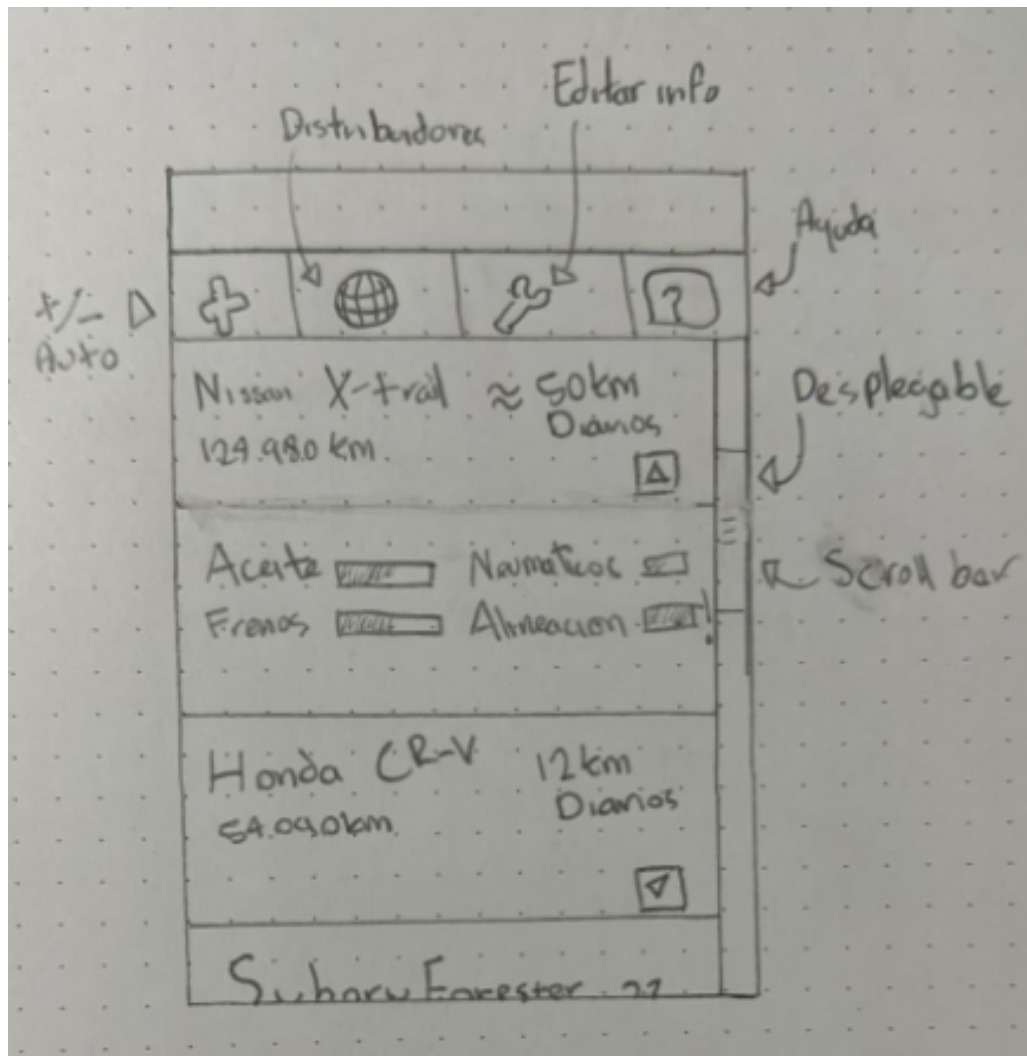 Editar info
Distribuidores
Ayuda
+/-
Auto
?
Nissan X-trail ≈ 50km
Diarios
129.980 km
Desplegable
Aceite Neumaticos
Scroll bar
Frenos Alineacion !
Honda CR-V 12km
Diarios
54.090km
Subaru Forester